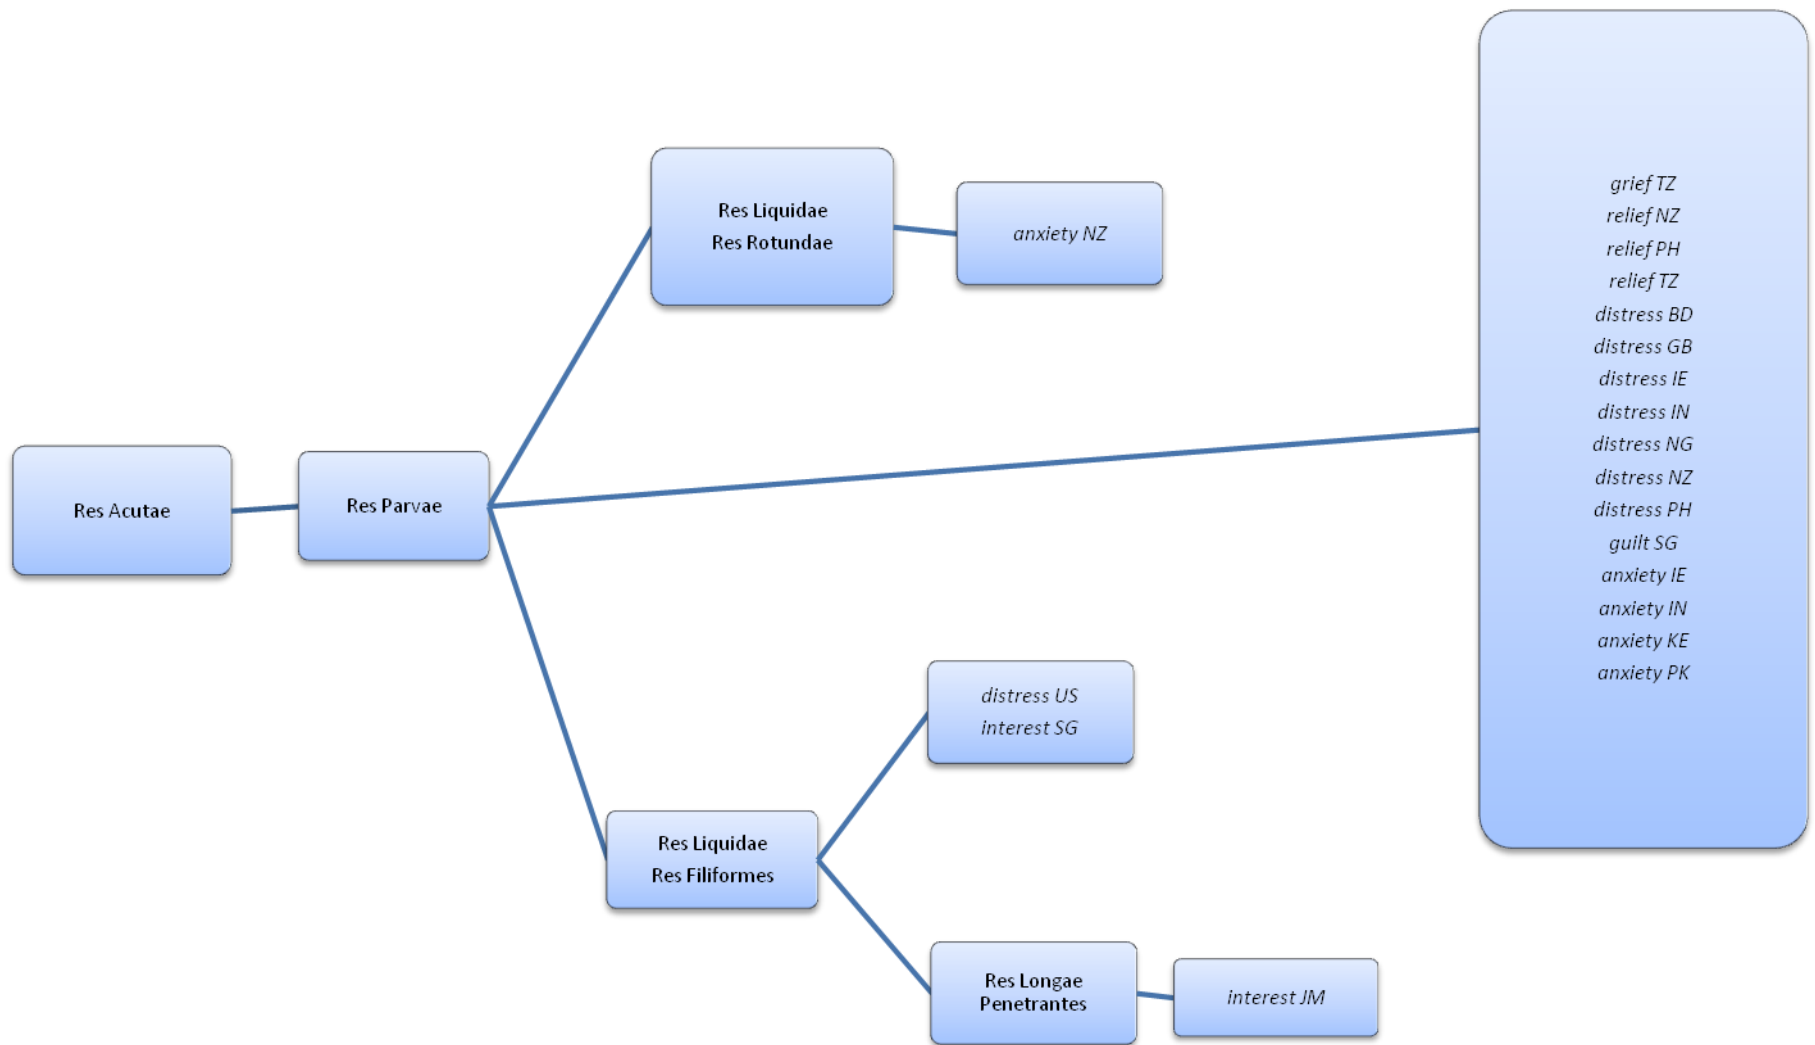 Res Acutae
Res Parvae
Res Liquidae
Res Rotundae
anxiety NZ
grief TZ
relief NZ
relief PH
relief TZ
distress BD
distress GB
distress IE
distress IN
distress NG
distress NZ
distress PH
guilt SG
anxiety IE
anxiety IN
anxiety KE
anxiety PK
Res Liquidae
Res Filiformes
distress US
interest SG
Res Longae
Penetrantes
interest JM